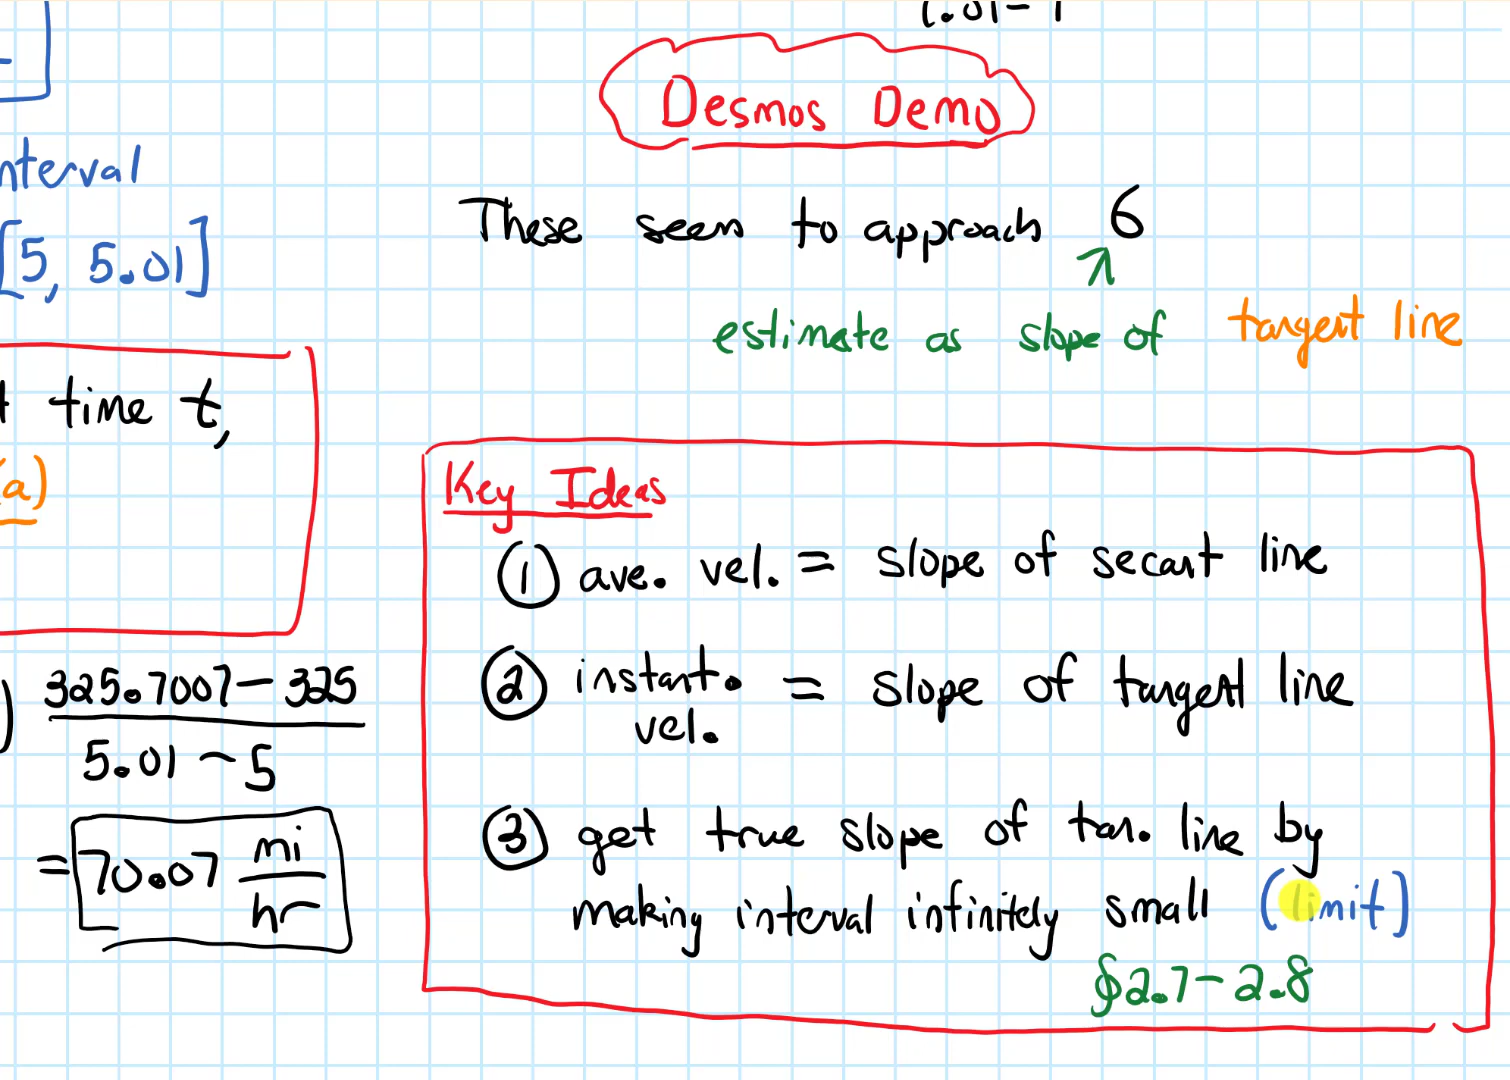 1.01 - 1
Desmos Demo
These seem to approach 6
estimate as slope of tangent line
nterval
[5, 5.01]
time t,
(a)
325.7007 - 325
5.01 - 5
= 70.07 mi
hr
Key Ideas
① ave. vel. = slope of secant line
② instant. vel. = slope of tangent line
③ get true slope of tan. line by
making interval infinitely small (limit)
§2.7 - 2.8